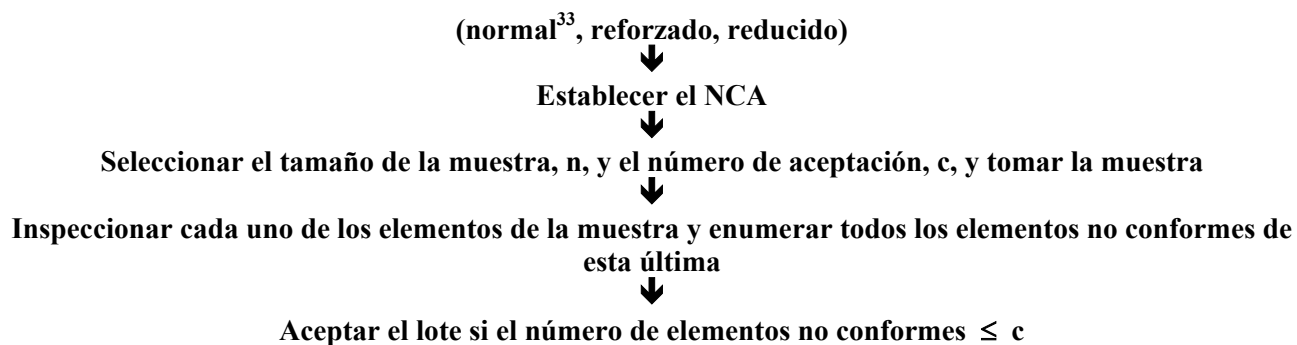 (normal³³, reforzado, reducido)
Establecer el NCA
Seleccionar el tamaño de la muestra, n, y el número de aceptación, c, y tomar la muestra
Inspeccionar cada uno de los elementos de la muestra y enumerar todos los elementos no conformes de
esta última
Aceptar el lote si el número de elementos no conformes ≤ c